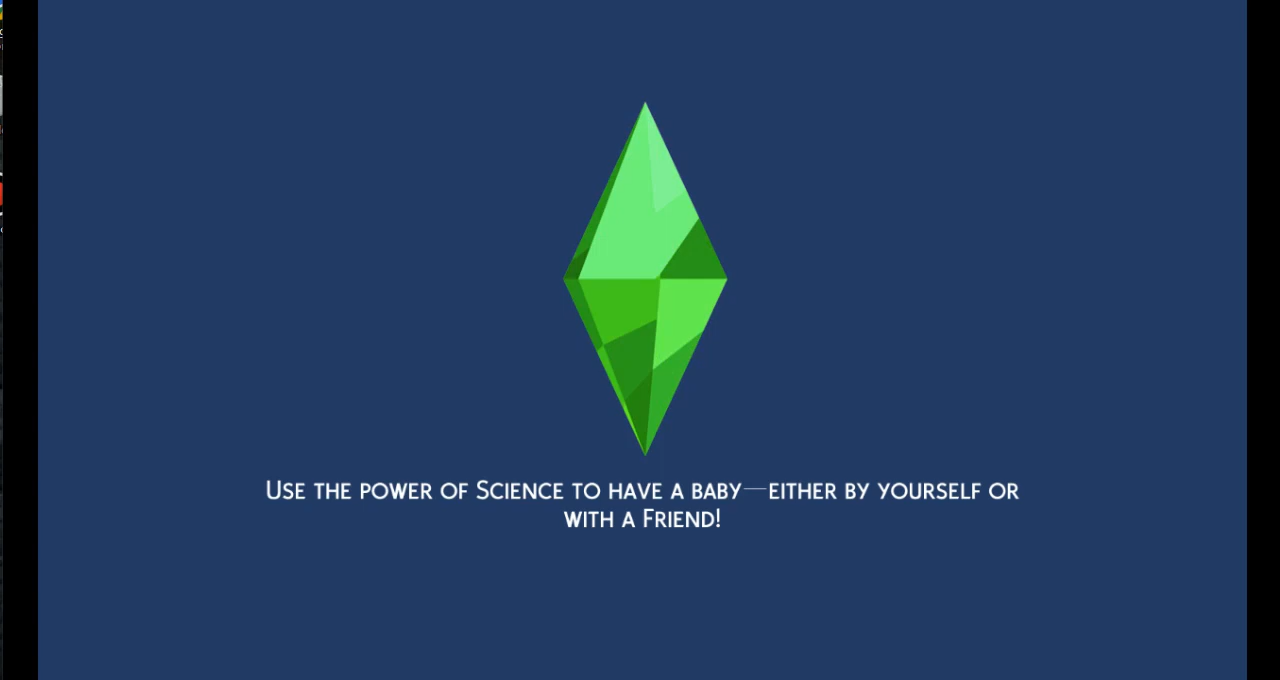 Use the power of Science to have a baby—either by yourself or
with a Friend!